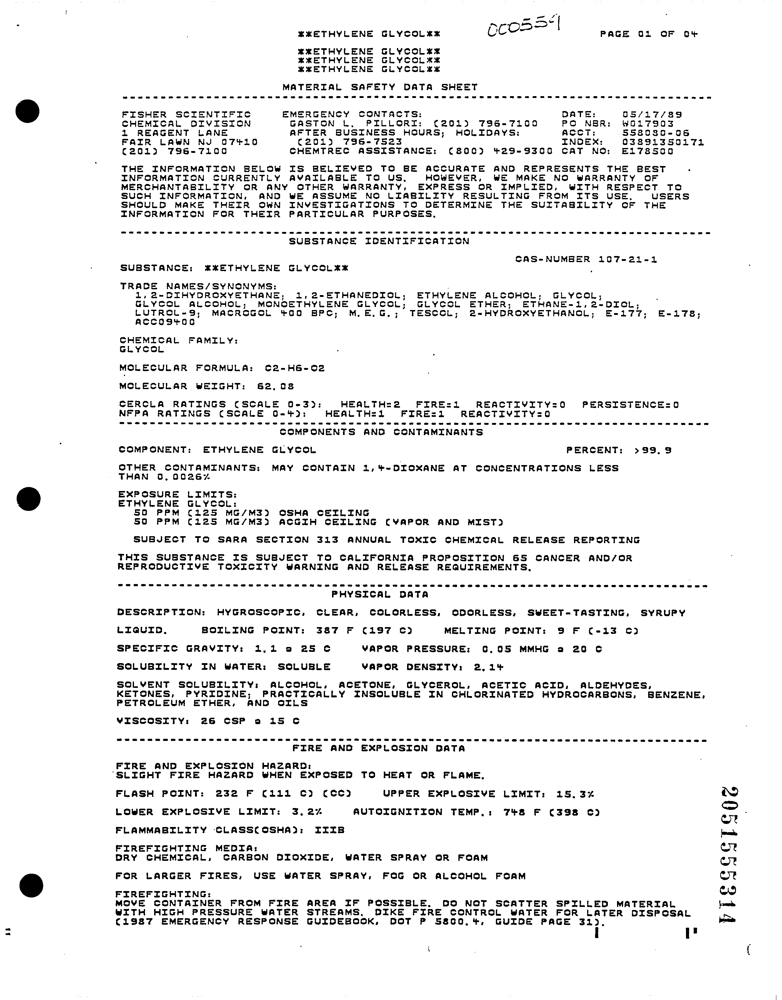 **ETHYLENE GLYCOL** 000554 PAGE 01 OF 04
**ETHYLENE GLYCOL**
**ETHYLENE GLYCOL**
**ETHYLENE GLYCOL**
MATERIAL SAFETY DATA SHEET
FISHER SCIENTIFIC EMERGENCY CONTACTS: DATE: 05/17/89
CHEMICAL DIVISION GASTON L. PILLORI: (201) 796-7100 PO NBR: W017903
1 REAGENT LANE AFTER BUSINESS HOURS; HOLIDAYS: ACCT: 558080-06
FAIR LAWN NJ 07410 (201) 796-7523 INDEX: 03891350171
(201) 796-7100 CHEMTREC ASSISTANCE: (800) 429-9300 CAT NO: E178500
THE INFORMATION BELOW IS BELIEVED TO BE ACCURATE AND REPRESENTS THE BEST
INFORMATION CURRENTLY AVAILABLE TO US. HOWEVER, WE MAKE NO WARRANTY OF
MERCHANTABILITY OR ANY OTHER WARRANTY, EXPRESS OR IMPLIED, WITH RESPECT TO
SUCH INFORMATION, AND WE ASSUME NO LIABILITY RESULTING FROM ITS USE. USERS
SHOULD MAKE THEIR OWN INVESTIGATIONS TO DETERMINE THE SUITABILITY OF THE
INFORMATION FOR THEIR PARTICULAR PURPOSES.
SUBSTANCE IDENTIFICATION
CAS-NUMBER 107-21-1
SUBSTANCE: **ETHYLENE GLYCOL**
TRADE NAMES/SYNONYMS:
1,2-DIHYDROXYETHANE; 1,2-ETHANEDIOL; ETHYLENE ALCOHOL; GLYCOL;
GLYCOL ALCOHOL; MONOETHYLENE GLYCOL; GLYCOL ETHER; ETHANE-1,2-DIOL;
LUTROL-9; MACROGOL 400 BPC; M.E.G.; TESCOL; 2-HYDROXYETHANOL; E-177; E-178;
ACC09400
CHEMICAL FAMILY:
GLYCOL
MOLECULAR FORMULA: C2-H6-O2
MOLECULAR WEIGHT: 62.08
CERCLA RATINGS (SCALE 0-3): HEALTH=2 FIRE=1 REACTIVITY=0 PERSISTENCE=0
NFPA RATINGS (SCALE 0-4): HEALTH=1 FIRE=1 REACTIVITY=0
COMPONENTS AND CONTAMINANTS
COMPONENT: ETHYLENE GLYCOL PERCENT: >99.9
OTHER CONTAMINANTS: MAY CONTAIN 1,4-DIOXANE AT CONCENTRATIONS LESS
THAN 0.0026%
EXPOSURE LIMITS:
ETHYLENE GLYCOL:
50 PPM (125 MG/M3) OSHA CEILING
50 PPM (125 MG/M3) ACGIH CEILING (VAPOR AND MIST)
SUBJECT TO SARA SECTION 313 ANNUAL TOXIC CHEMICAL RELEASE REPORTING
THIS SUBSTANCE IS SUBJECT TO CALIFORNIA PROPOSITION 65 CANCER AND/OR
REPRODUCTIVE TOXICITY WARNING AND RELEASE REQUIREMENTS.
PHYSICAL DATA
DESCRIPTION: HYGROSCOPIC, CLEAR, COLORLESS, ODORLESS, SWEET-TASTING, SYRUPY
LIQUID. BOILING POINT: 387 F (197 C) MELTING POINT: 9 F (-13 C)
SPECIFIC GRAVITY: 1.1 @ 25 C VAPOR PRESSURE: 0.05 MMHG @ 20 C
SOLUBILITY IN WATER: SOLUBLE VAPOR DENSITY: 2.14
SOLVENT SOLUBILITY: ALCOHOL, ACETONE, GLYCEROL, ACETIC ACID, ALDEHYDES,
KETONES, PYRIDINE; PRACTICALLY INSOLUBLE IN CHLORINATED HYDROCARBONS, BENZENE,
PETROLEUM ETHER, AND OILS
VISCOSITY: 26 CSP @ 15 C
FIRE AND EXPLOSION DATA
FIRE AND EXPLOSION HAZARD:
SLIGHT FIRE HAZARD WHEN EXPOSED TO HEAT OR FLAME.
FLASH POINT: 232 F (111 C) (CC) UPPER EXPLOSIVE LIMIT: 15.3%
LOWER EXPLOSIVE LIMIT: 3.2% AUTOIGNITION TEMP.: 748 F (398 C)
FLAMMABILITY CLASS(OSHA): IIIB
FIREFIGHTING MEDIA:
DRY CHEMICAL, CARBON DIOXIDE, WATER SPRAY OR FOAM
FOR LARGER FIRES, USE WATER SPRAY, FOG OR ALCOHOL FOAM
FIREFIGHTING:
MOVE CONTAINER FROM FIRE AREA IF POSSIBLE. DO NOT SCATTER SPILLED MATERIAL
WITH HIGH PRESSURE WATER STREAMS. DIKE FIRE CONTROL WATER FOR LATER DISPOSAL
(1987 EMERGENCY RESPONSE GUIDEBOOK, DOT P 5800.4, GUIDE PAGE 31).
2051555314